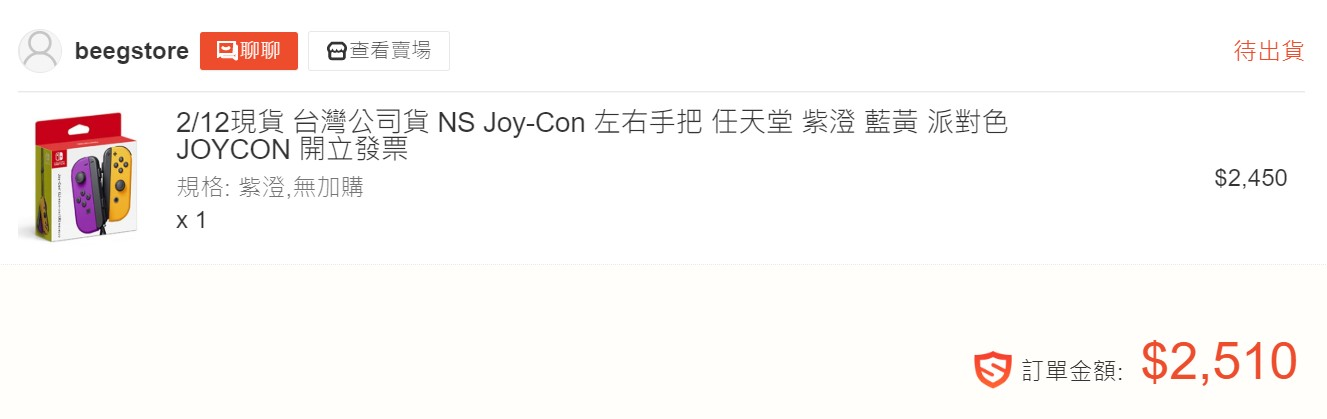 beegstore
聊聊
查看賣場
待出貨
2/12現貨 台灣公司貨 NS Joy-Con 左右手把 任天堂 紫澄 藍黃 派對色
JOYCON 開立發票
規格: 紫澄,無加購
x 1
$2,450
訂單金額: $2,510